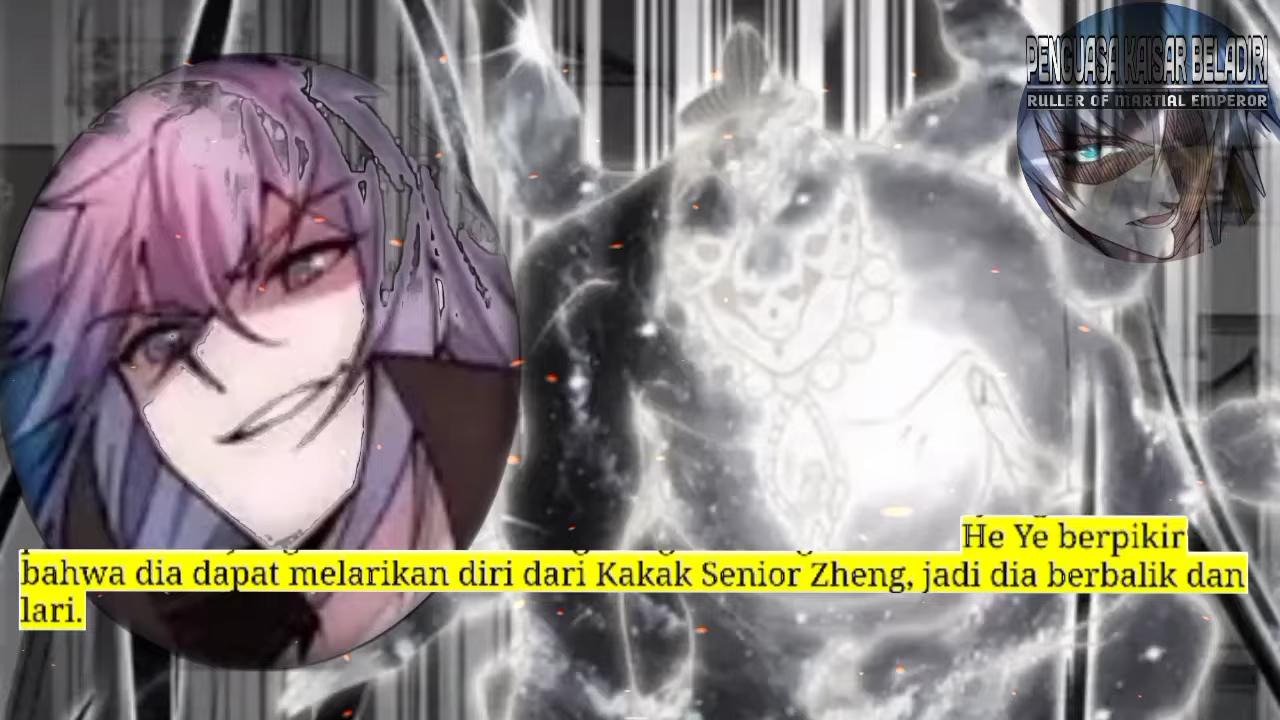 PENGUASA KAISAR BELADIRI
RULLER OF MARTIAL EMPEROR
He Ye berpikir
bahwa dia dapat melarikan diri dari Kakak Senior Zheng, jadi dia berbalik dan
lari.